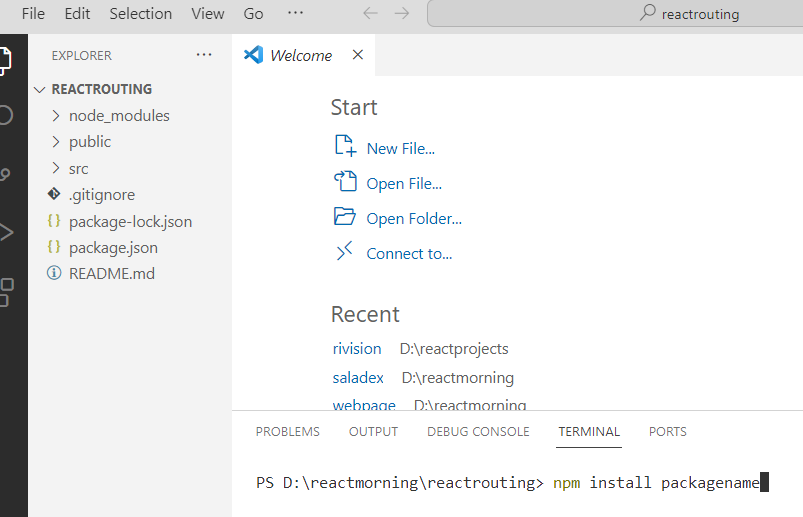 File Edit Selection View Go ··· reactrouting
EXPLORER ···
Welcome
REACTROUTING
node_modules
public
src
.gitignore
package-lock.json
package.json
README.md
Start
New File...
Open File...
Open Folder...
Connect to...
Recent
rivision D:\reactprojects
saladex D:\reactmorning
webpage D:\reactmorning
PROBLEMS OUTPUT DEBUG CONSOLE TERMINAL PORTS
PS D:\reactmorning\reactrouting> npm install packagename